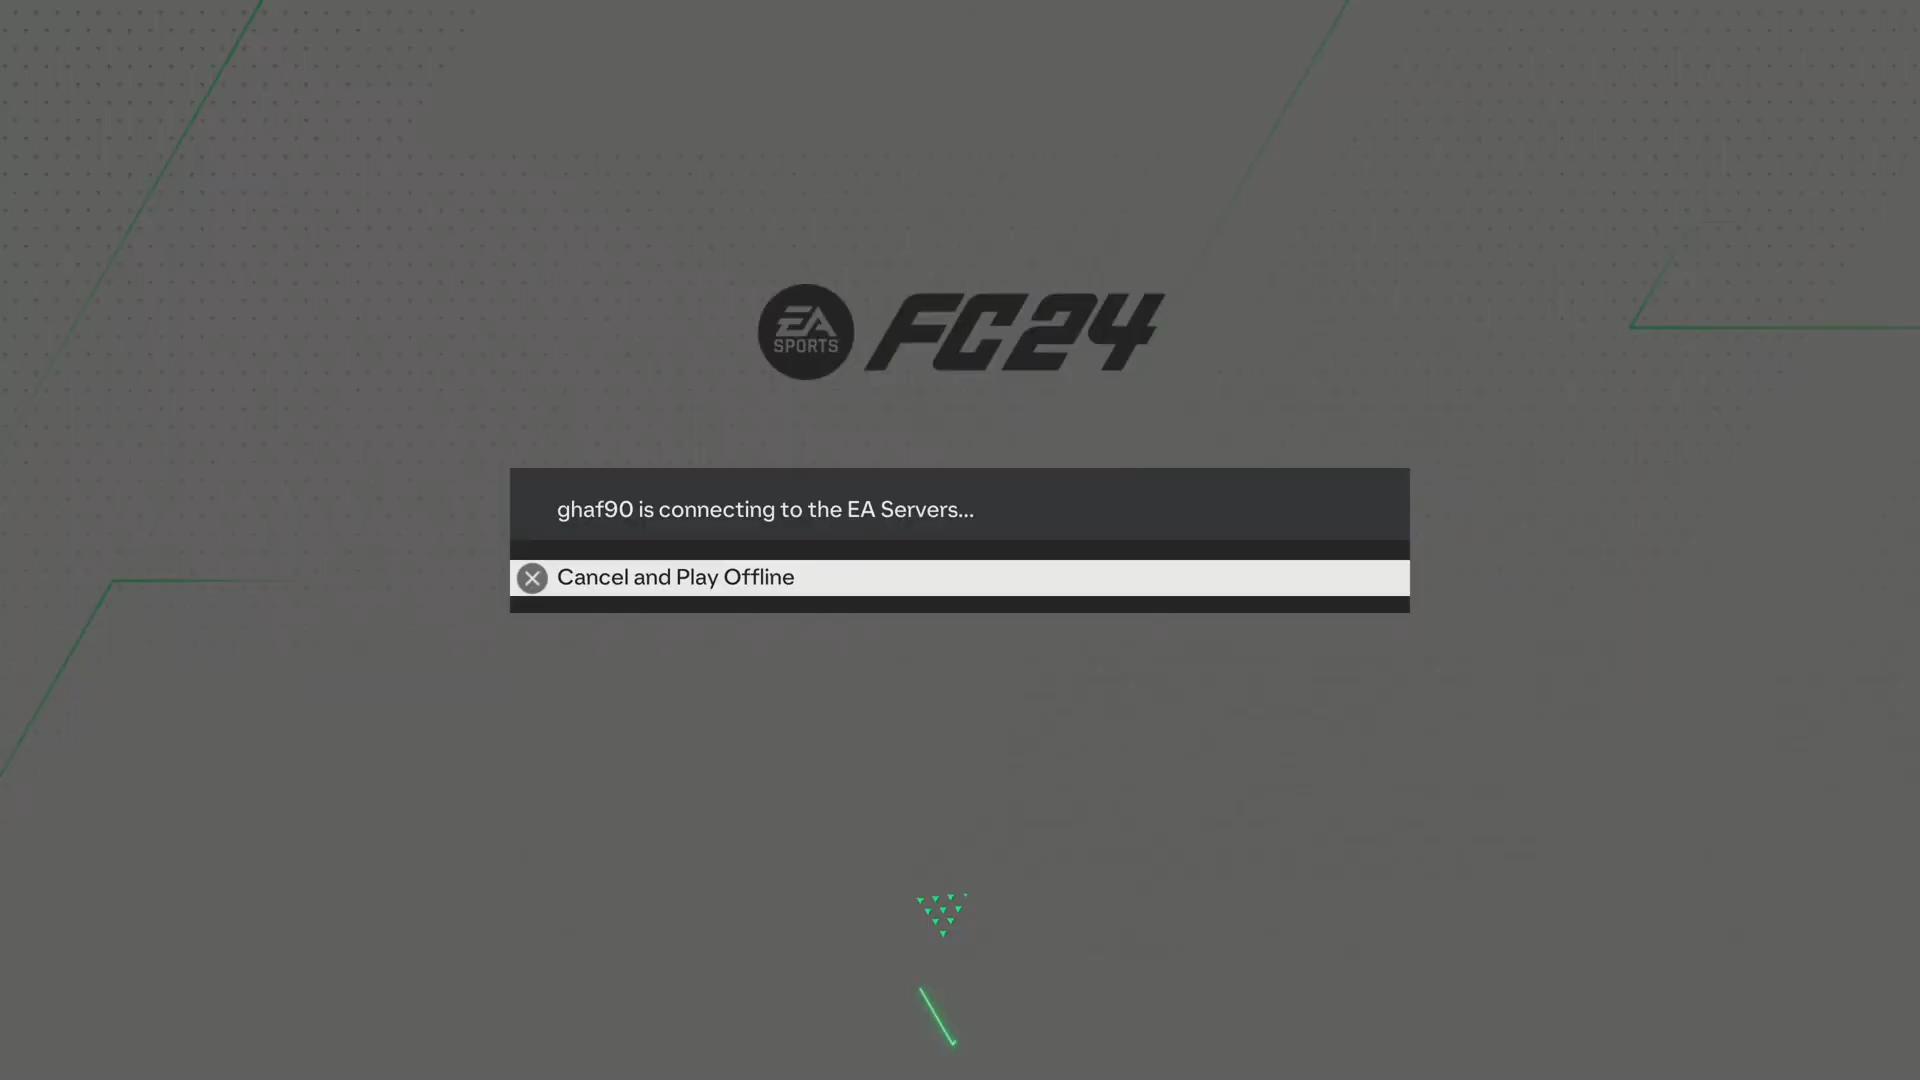 EA SPORTS FC24
ghaf90 is connecting to the EA Servers...
Cancel and Play Offline